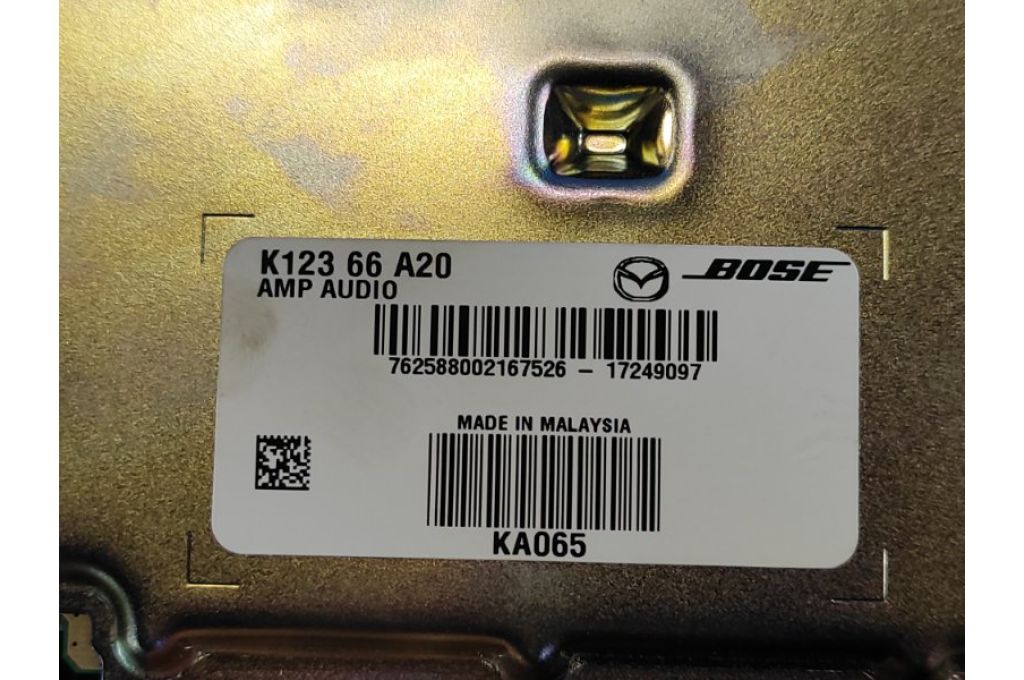 K123 66 A20
AMP AUDIO
BOSE
762588002167526 – 17249097
MADE IN MALAYSIA
KA065